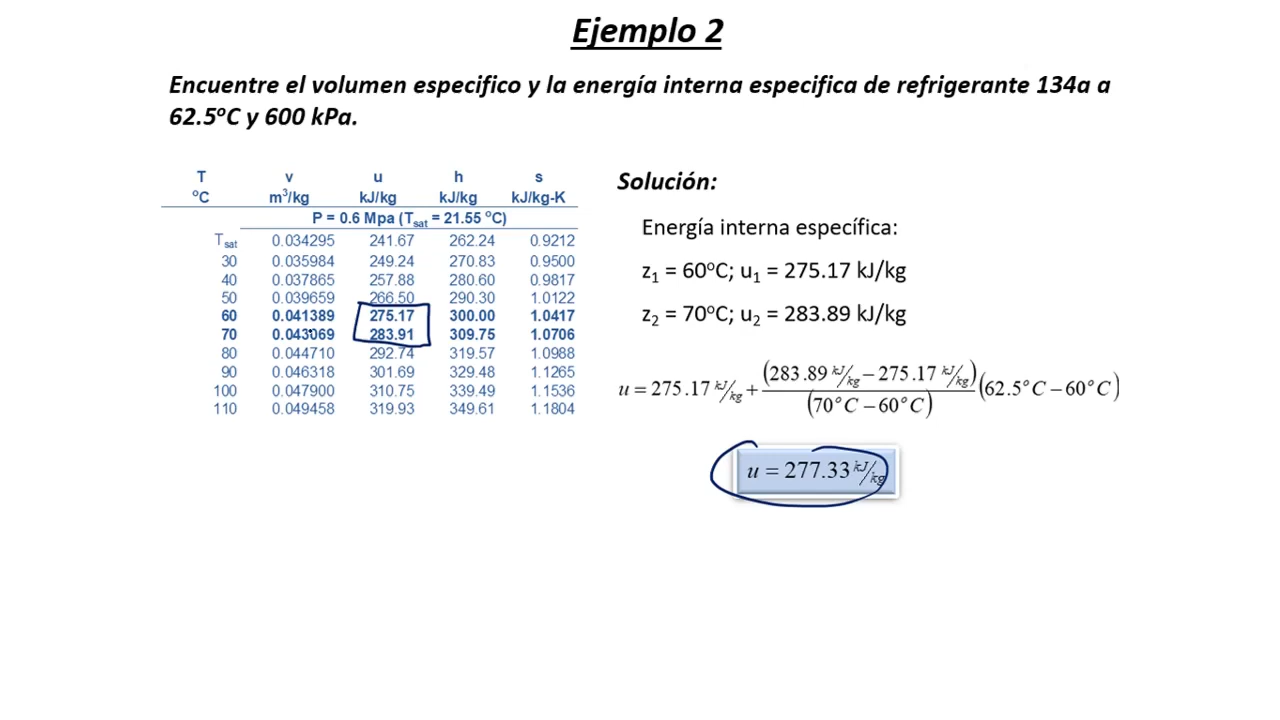 Ejemplo 2
Encuentre el volumen especifico y la energía interna especifica de refrigerante 134a a
62.5ºC y 600 kPa.
T v u h s
ºC m³/kg kJ/kg kJ/kg kJ/kg-K
P = 0.6 Mpa (Tsat = 21.55 ºC)
Tsat 0.034295 241.67 262.24 0.9212
30 0.035984 249.24 270.83 0.9500
40 0.037865 257.88 280.60 0.9817
50 0.039659 266.50 290.30 1.0122
60 0.041389 275.17 300.00 1.0417
70 0.043069 283.91 309.75 1.0706
80 0.044710 292.74 319.57 1.0988
90 0.046318 301.69 329.48 1.1265
100 0.047900 310.75 339.49 1.1536
110 0.049458 319.93 349.61 1.1804
Solución:
Energía interna específica:
z₁ = 60ºC; u₁ = 275.17 kJ/kg
z₂ = 70ºC; u₂ = 283.89 kJ/kg
u = 275.17 kJ/kg + (283.89 kJ/kg − 275.17 kJ/kg) / (70°C − 60°C) (62.5°C − 60°C)
u = 277.33 kJ/kg